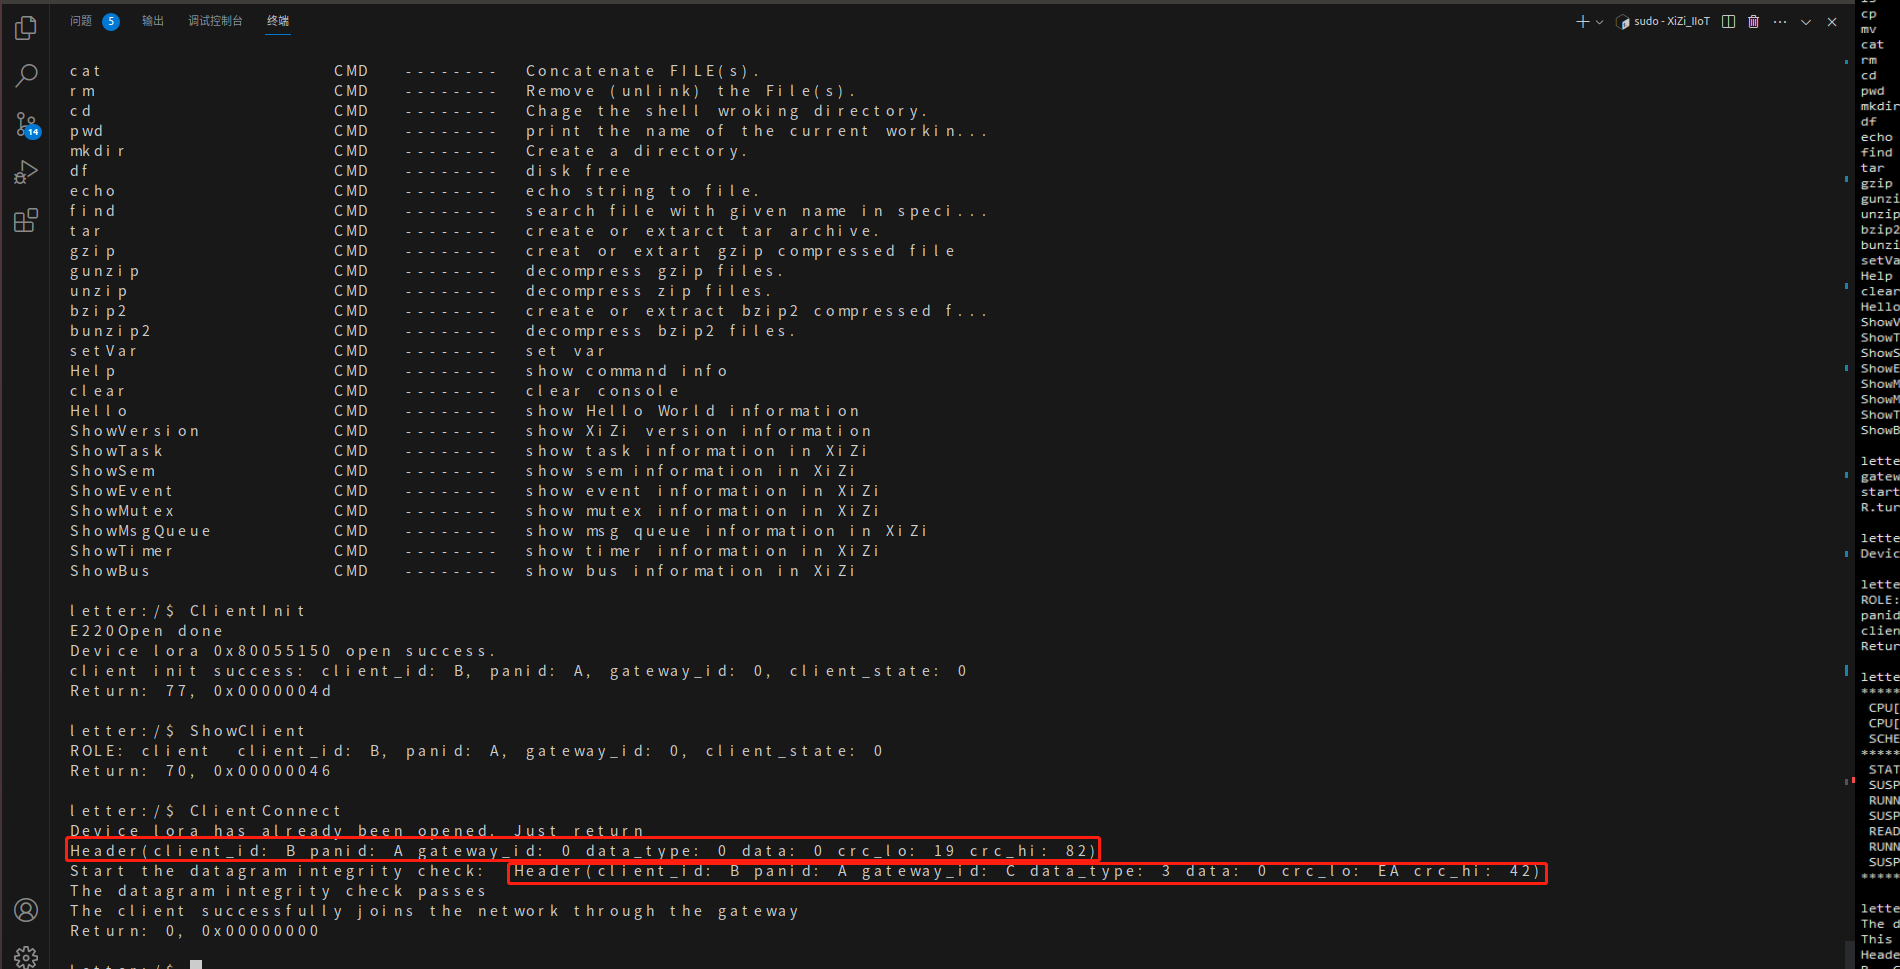 问题 5 输出 调试控制台 终端 sudo - XiZi_IIoT
14
cat CMD -------- Concatenate FILE(s).
rm CMD -------- Remove (unlink) the File(s).
cd CMD -------- Chage the shell wroking directory.
pwd CMD -------- print the name of the current workin...
mkdir CMD -------- Create a directory.
df CMD -------- disk free
echo CMD -------- echo string to file.
find CMD -------- search file with given name in speci...
tar CMD -------- create or extarct tar archive.
gzip CMD -------- creat or extart gzip compressed file
gunzip CMD -------- decompress gzip files.
unzip CMD -------- decompress zip files.
bzip2 CMD -------- create or extract bzip2 compressed f...
bunzip2 CMD -------- decompress bzip2 files.
setVar CMD -------- set var
Help CMD -------- show command info
clear CMD -------- clear console
Hello CMD -------- show Hello World information
ShowVersion CMD -------- show XiZi version information
ShowTask CMD -------- show task information in XiZi
ShowSem CMD -------- show sem information in XiZi
ShowEvent CMD -------- show event information in XiZi
ShowMutex CMD -------- show mutex information in XiZi
ShowMsgQueue CMD -------- show msg queue information in XiZi
ShowTimer CMD -------- show timer information in XiZi
ShowBus CMD -------- show bus information in XiZi
letter:/$ ClientInit
E220Open done
Device lora 0x80055150 open success.
client init success: client_id: B, panid: A, gateway_id: 0, client_state: 0
Return: 77, 0x0000004d
letter:/$ ShowClient
ROLE: client client_id: B, panid: A, gateway_id: 0, client_state: 0
Return: 70, 0x00000046
letter:/$ ClientConnect
Device lora has already been opened. Just return
Header(client_id: B panid: A gateway_id: 0 data_type: 0 data: 0 crc_lo: 19 crc_hi: 82)
Start the datagram integrity check: Header(client_id: B panid: A gateway_id: C data_type: 3 data: 0 crc_lo: EA crc_hi: 42)
The datagram integrity check passes
The client successfully joins the network through the gateway
Return: 0, 0x00000000
letter:/$
cp
mv
cat
rm
cd
pwd
mkdir
df
echo
find
tar
gzip
gunzi
unzip
bzip2
bunzi
setVa
Help
clear
Hello
ShowV
ShowT
ShowS
ShowE
ShowM
ShowM
ShowT
ShowB
lette
gatew
start
R.tur
lette
Devic
lette
ROLE:
panid
clien
Retur
lette
*****
CPU[
CPU[
SCHE
*****
STAT
SUSP
RUNN
SUSP
READ
RUNN
SUSP
*****
lette
The d
This
Heade